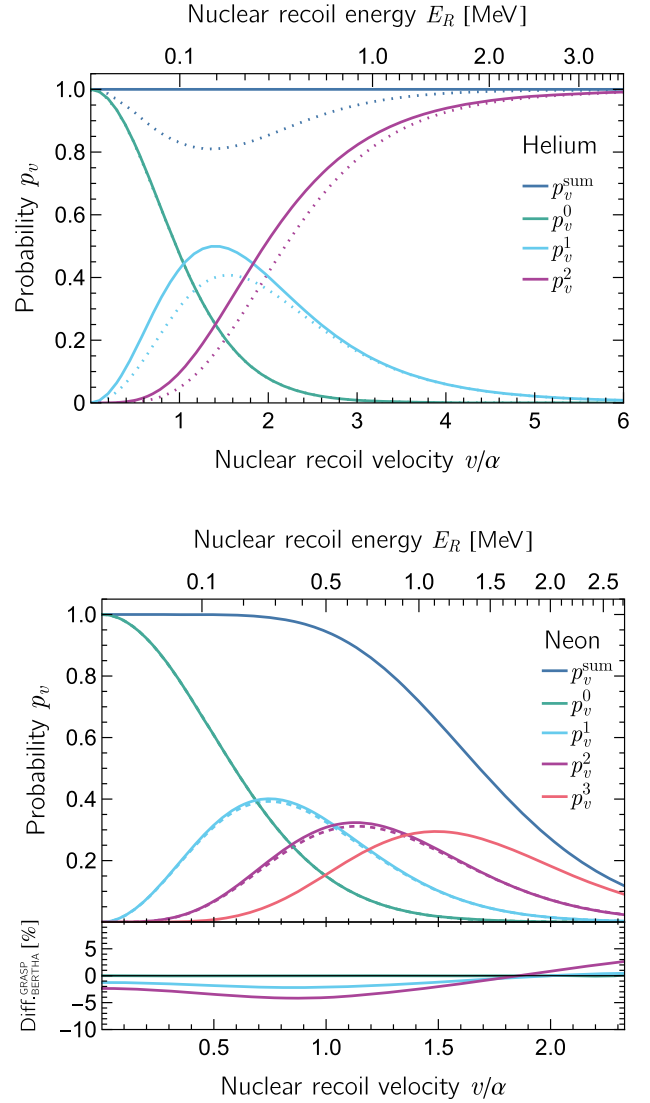 Nuclear recoil energy E_R [MeV]
0.1 1.0 2.0 3.0
1.0
0.8
0.6
0.4
0.2
0
Probability p_v
Helium
p_v^sum
p_v^0
p_v^1
p_v^2
1 2 3 4 5 6
Nuclear recoil velocity v/α
Nuclear recoil energy E_R [MeV]
0.1 0.5 1.0 1.5 2.0 2.5
1.0
0.8
0.6
0.4
0.2
Probability p_v
Neon
p_v^sum
p_v^0
p_v^1
p_v^2
p_v^3
5
0
−5
−10
Diff._BERTHA^GRASP [%]
0.5 1.0 1.5 2.0
Nuclear recoil velocity v/α